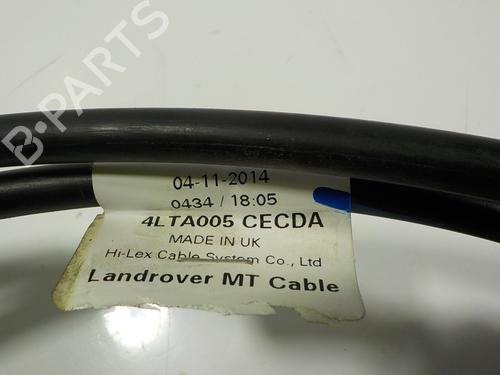 B-PARTS
04-11-2014
0434 / 18:05
4LTA005 CECDA
MADE IN UK
Hi-Lex Cable System Co., Ltd
Landrover MT Cable